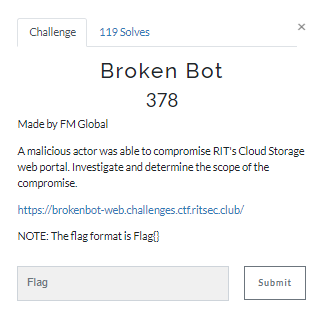 Challenge 119 Solves ×
Broken Bot
378
Made by FM Global
A malicious actor was able to compromise RIT's Cloud Storage
web portal. Investigate and determine the scope of the
compromise.
https://brokenbot-web.challenges.ctf.ritsec.club/
NOTE: The flag format is Flag{}
Flag Submit